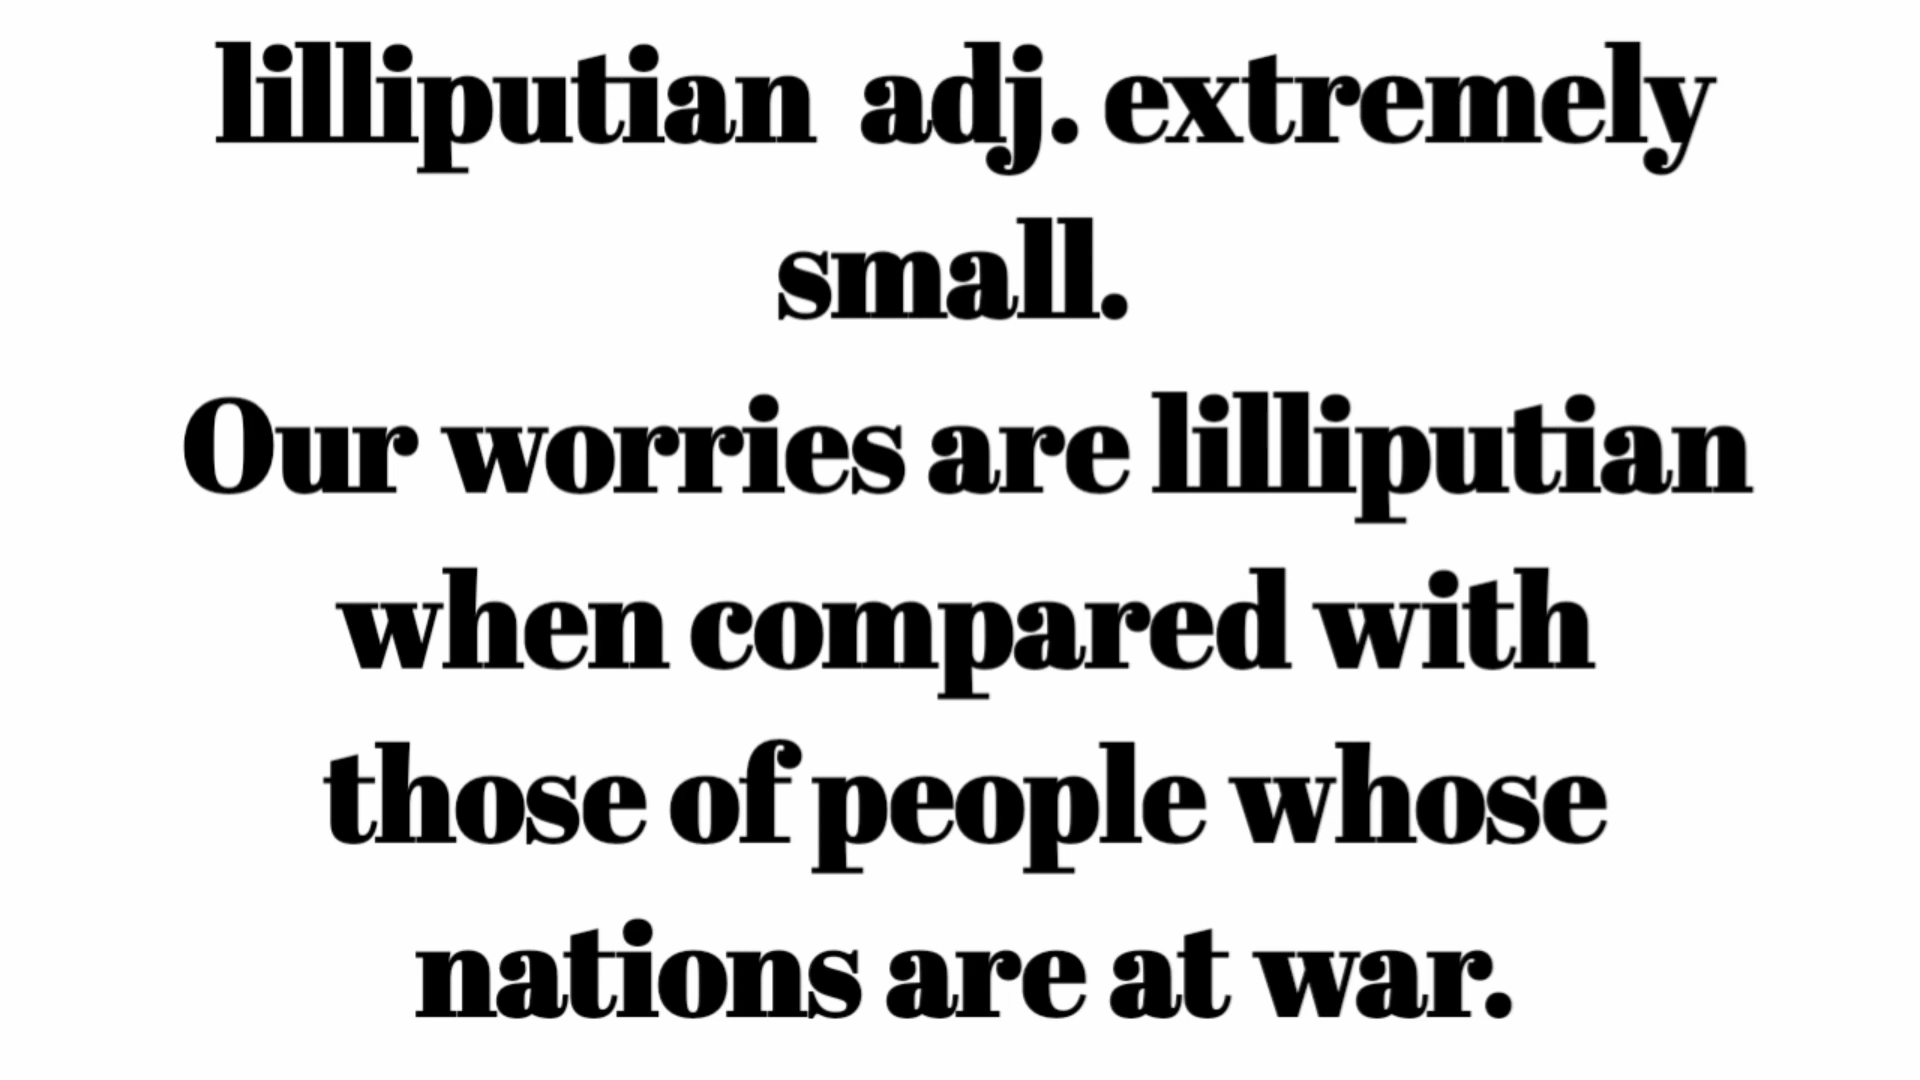 lilliputian  adj. extremely
small.
Our worries are lilliputian
when compared with
those of people whose
nations are at war.